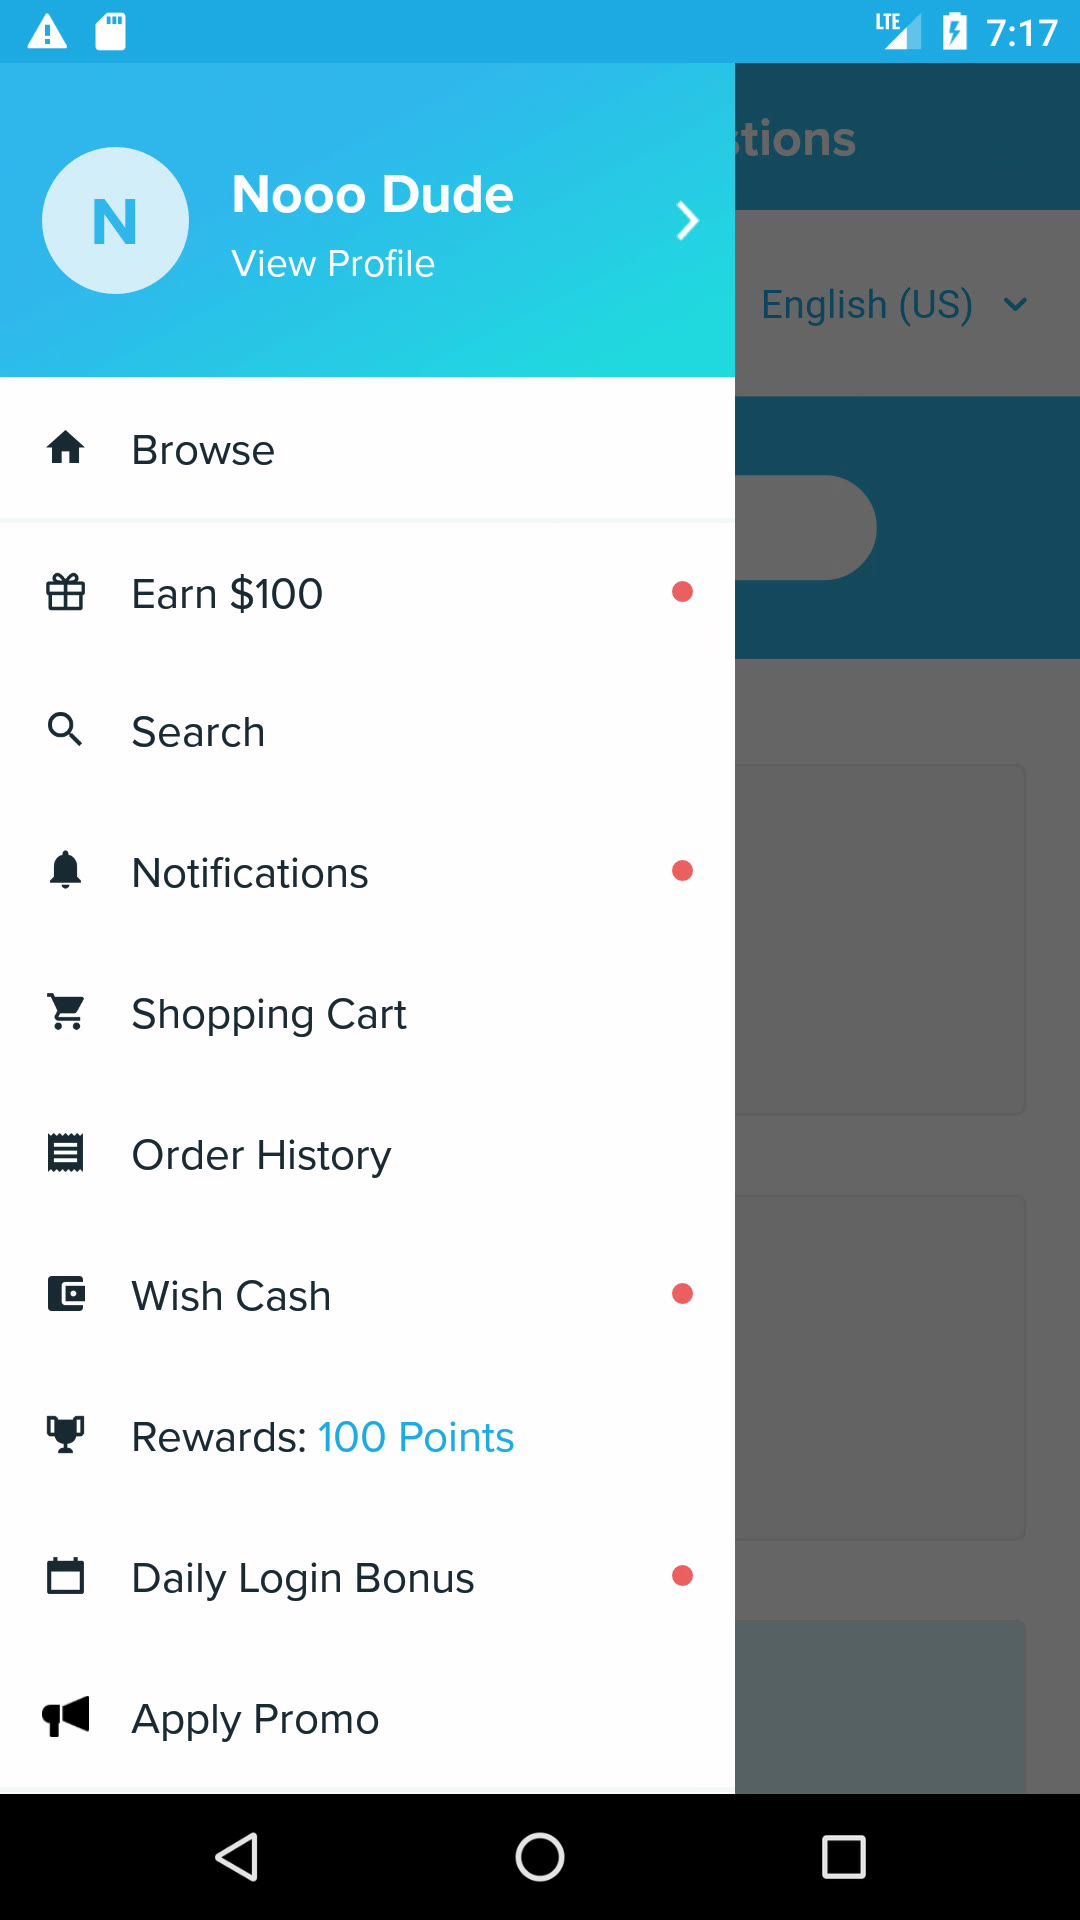 LTE 7:17
stions
N
Nooo Dude
View Profile
English (US)
Browse
Earn $100
Search
Notifications
Shopping Cart
Order History
Wish Cash
Rewards: 100 Points
Daily Login Bonus
Apply Promo